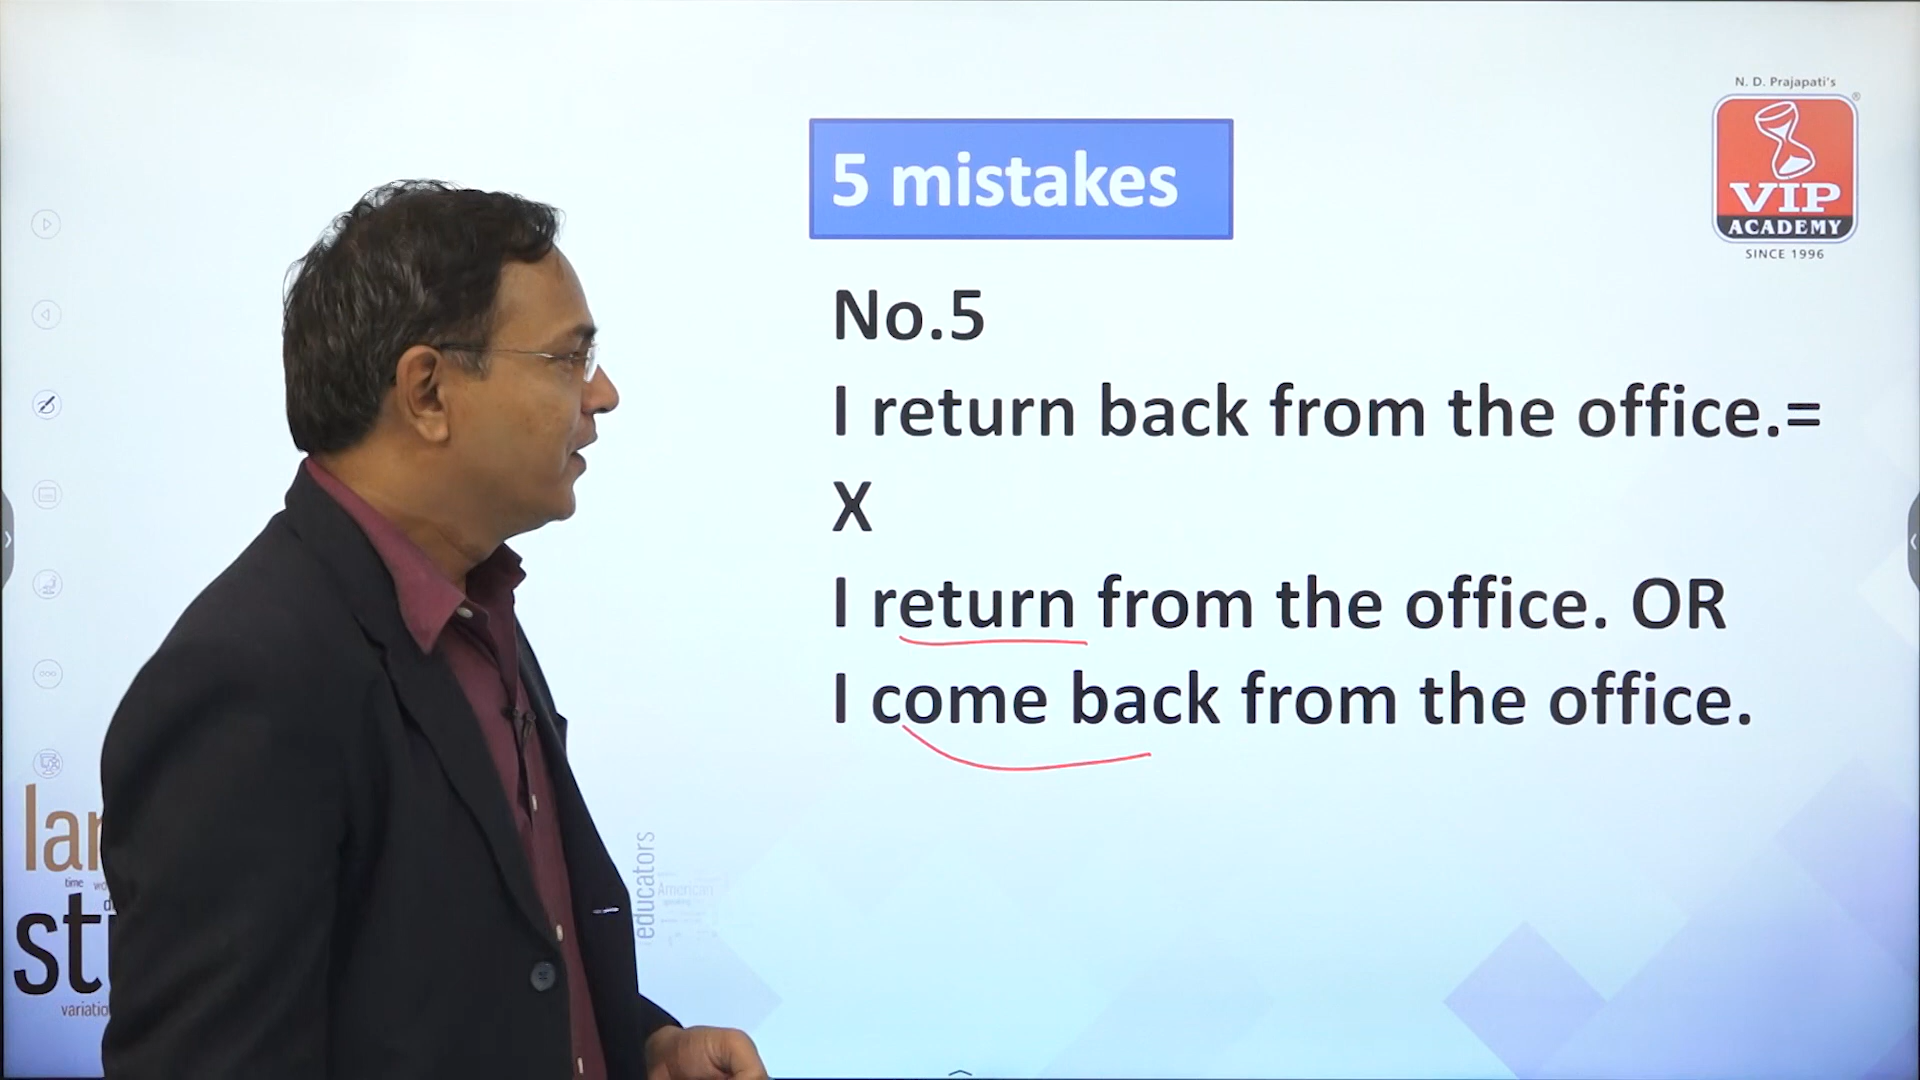 N. D. Prajapati's
®
VIP
ACADEMY
SINCE 1996
5 mistakes
No.5
I return back from the office.=
X
I return from the office. OR
I come back from the office.
time
educators
American